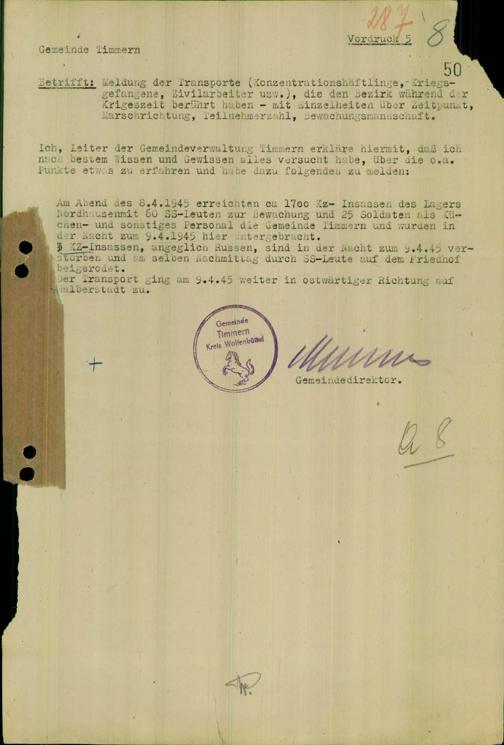 287
Vordruck 5
8
Gemeinde Timmern
50
Betrifft: Meldung der Transporte (Konzentrationshäftlinge, Kriegs-
gefangene, Zivilarbeiter usw.), die den Bezirk während der
Krigeszeit berührt haben - mit Einzelheiten über Zeitpunkt,
Marschrichtung, Teilnehmerzahl, Bewachungsmannschaft.
Ich, Leiter der Gemeindeverwaltung Timmern erkläre hiermit, daß ich
nach bestem Wissen und Gewissen alles versucht habe, über die o.a.
Punkte etwas zu erfahren und habe dazu folgendes zu melden:
Am Abend des 8.4.1945 erreichten ca 1700 Kz- Insassen des Lagers
Nordhausenmit 60 SS-Leuten zur Bewachung und 25 Soldaten als Kü-
chen- und sonstiges Personal die Gemeinde Timmern und wurden in
der Nacht zum 9.4.1945 hier untergebracht.
KZ-Insassen, angeglich Russen, sind in der Nacht zum 9.4.45 ver-
storben und am selben Nachmittag durch SS-Leute auf dem Friedhof
beigerodet.
Der Transport ging am 9.4.45 weiter in ostwärtiger Richtung auf
Halberstadt zu.
Gemeinde
Timmern
Kreis Wolfenbüttel
Gemeindedirektor.
a 8